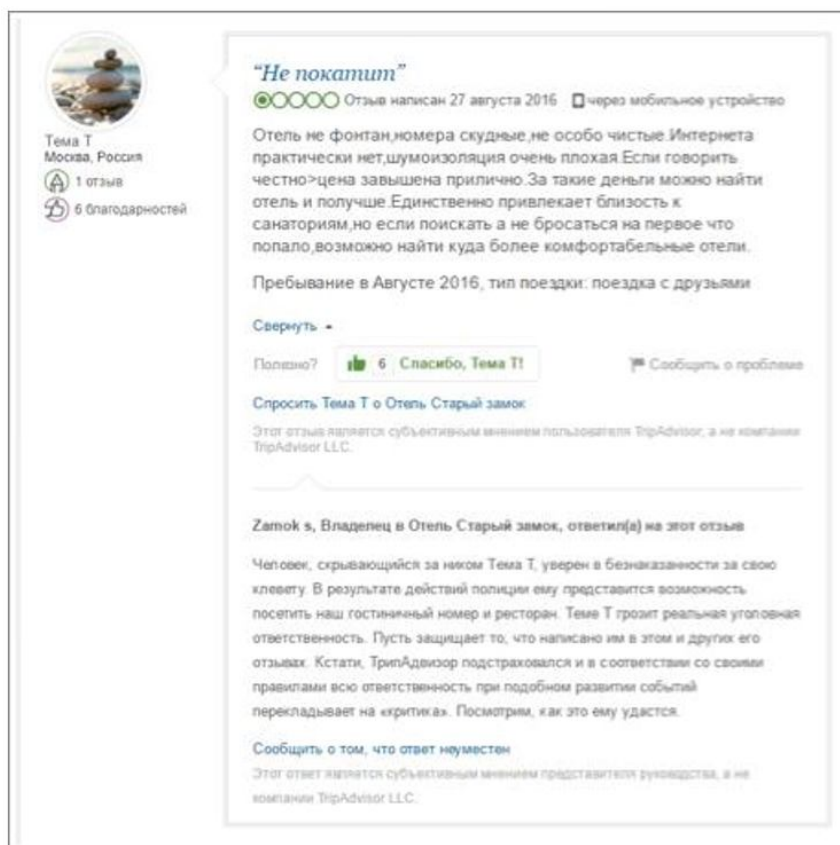 “Не покатит”
Отзыв написан 27 августа 2016 через мобильное устройство
Тема Т
Москва, Россия
1 отзыв
6 благодарностей
Отель не фонтан,номера скудные,не особо чистые.Интернета
практически нет,шумоизоляция очень плохая.Если говорить
честно>цена завышена прилично.За такие деньги можно найти
отель и получше.Единственно привлекает близость к
санаториям,но если поискать а не бросаться на первое что
попало,возможно найти куда более комфортабельные отели.
Пребывание в Августе 2016, тип поездки: поездка с друзьями
Свернуть
Полезно? 6 Спасибо, Тема Т! Сообщить о проблеме
Спросить Тема Т о Отель Старый замок
Этот отзыв является субъективным мнением пользователя TripAdvisor, а не компании
TripAdvisor LLC.
Zamok s, Владелец в Отель Старый замок, ответил(а) на этот отзыв
Человек, скрывающийся за ником Тема Т, уверен в безнаказанности за свою
клевету. В результате действий полиции ему представится возможность
посетить наш гостиничный номер и ресторан. Теме Т грозит реальная уголовная
ответственность. Пусть защищает то, что написано им в этом и других его
отзывах. Кстати, ТрипАдвизор подстраховался и в соответствии со своими
правилами всю ответственность при подобном развитии событий
перекладывает на «критика». Посмотрим, как это ему удастся.
Сообщить о том, что ответ неуместен
Этот ответ является субъективным мнением представителя руководства, а не
компании TripAdvisor LLC.